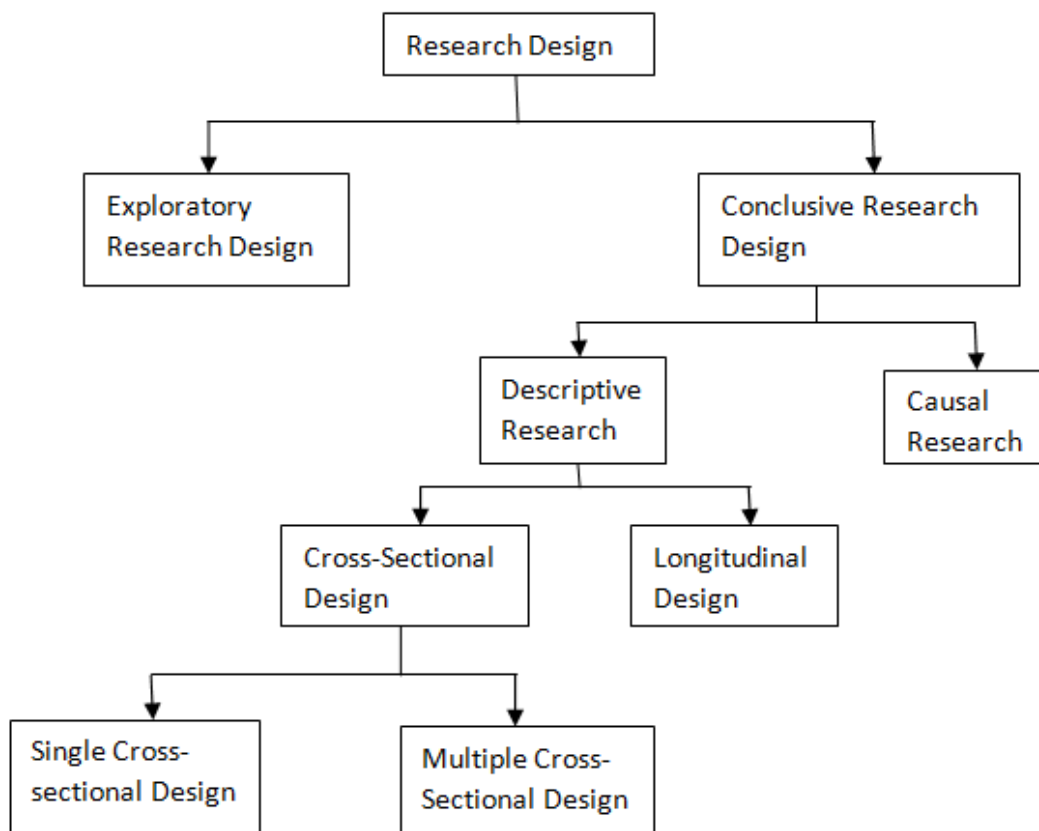 Research Design
Exploratory
Research Design
Conclusive Research
Design
Descriptive
Research
Causal
Research
Cross-Sectional
Design
Longitudinal
Design
Single Cross-
sectional Design
Multiple Cross-
Sectional Design